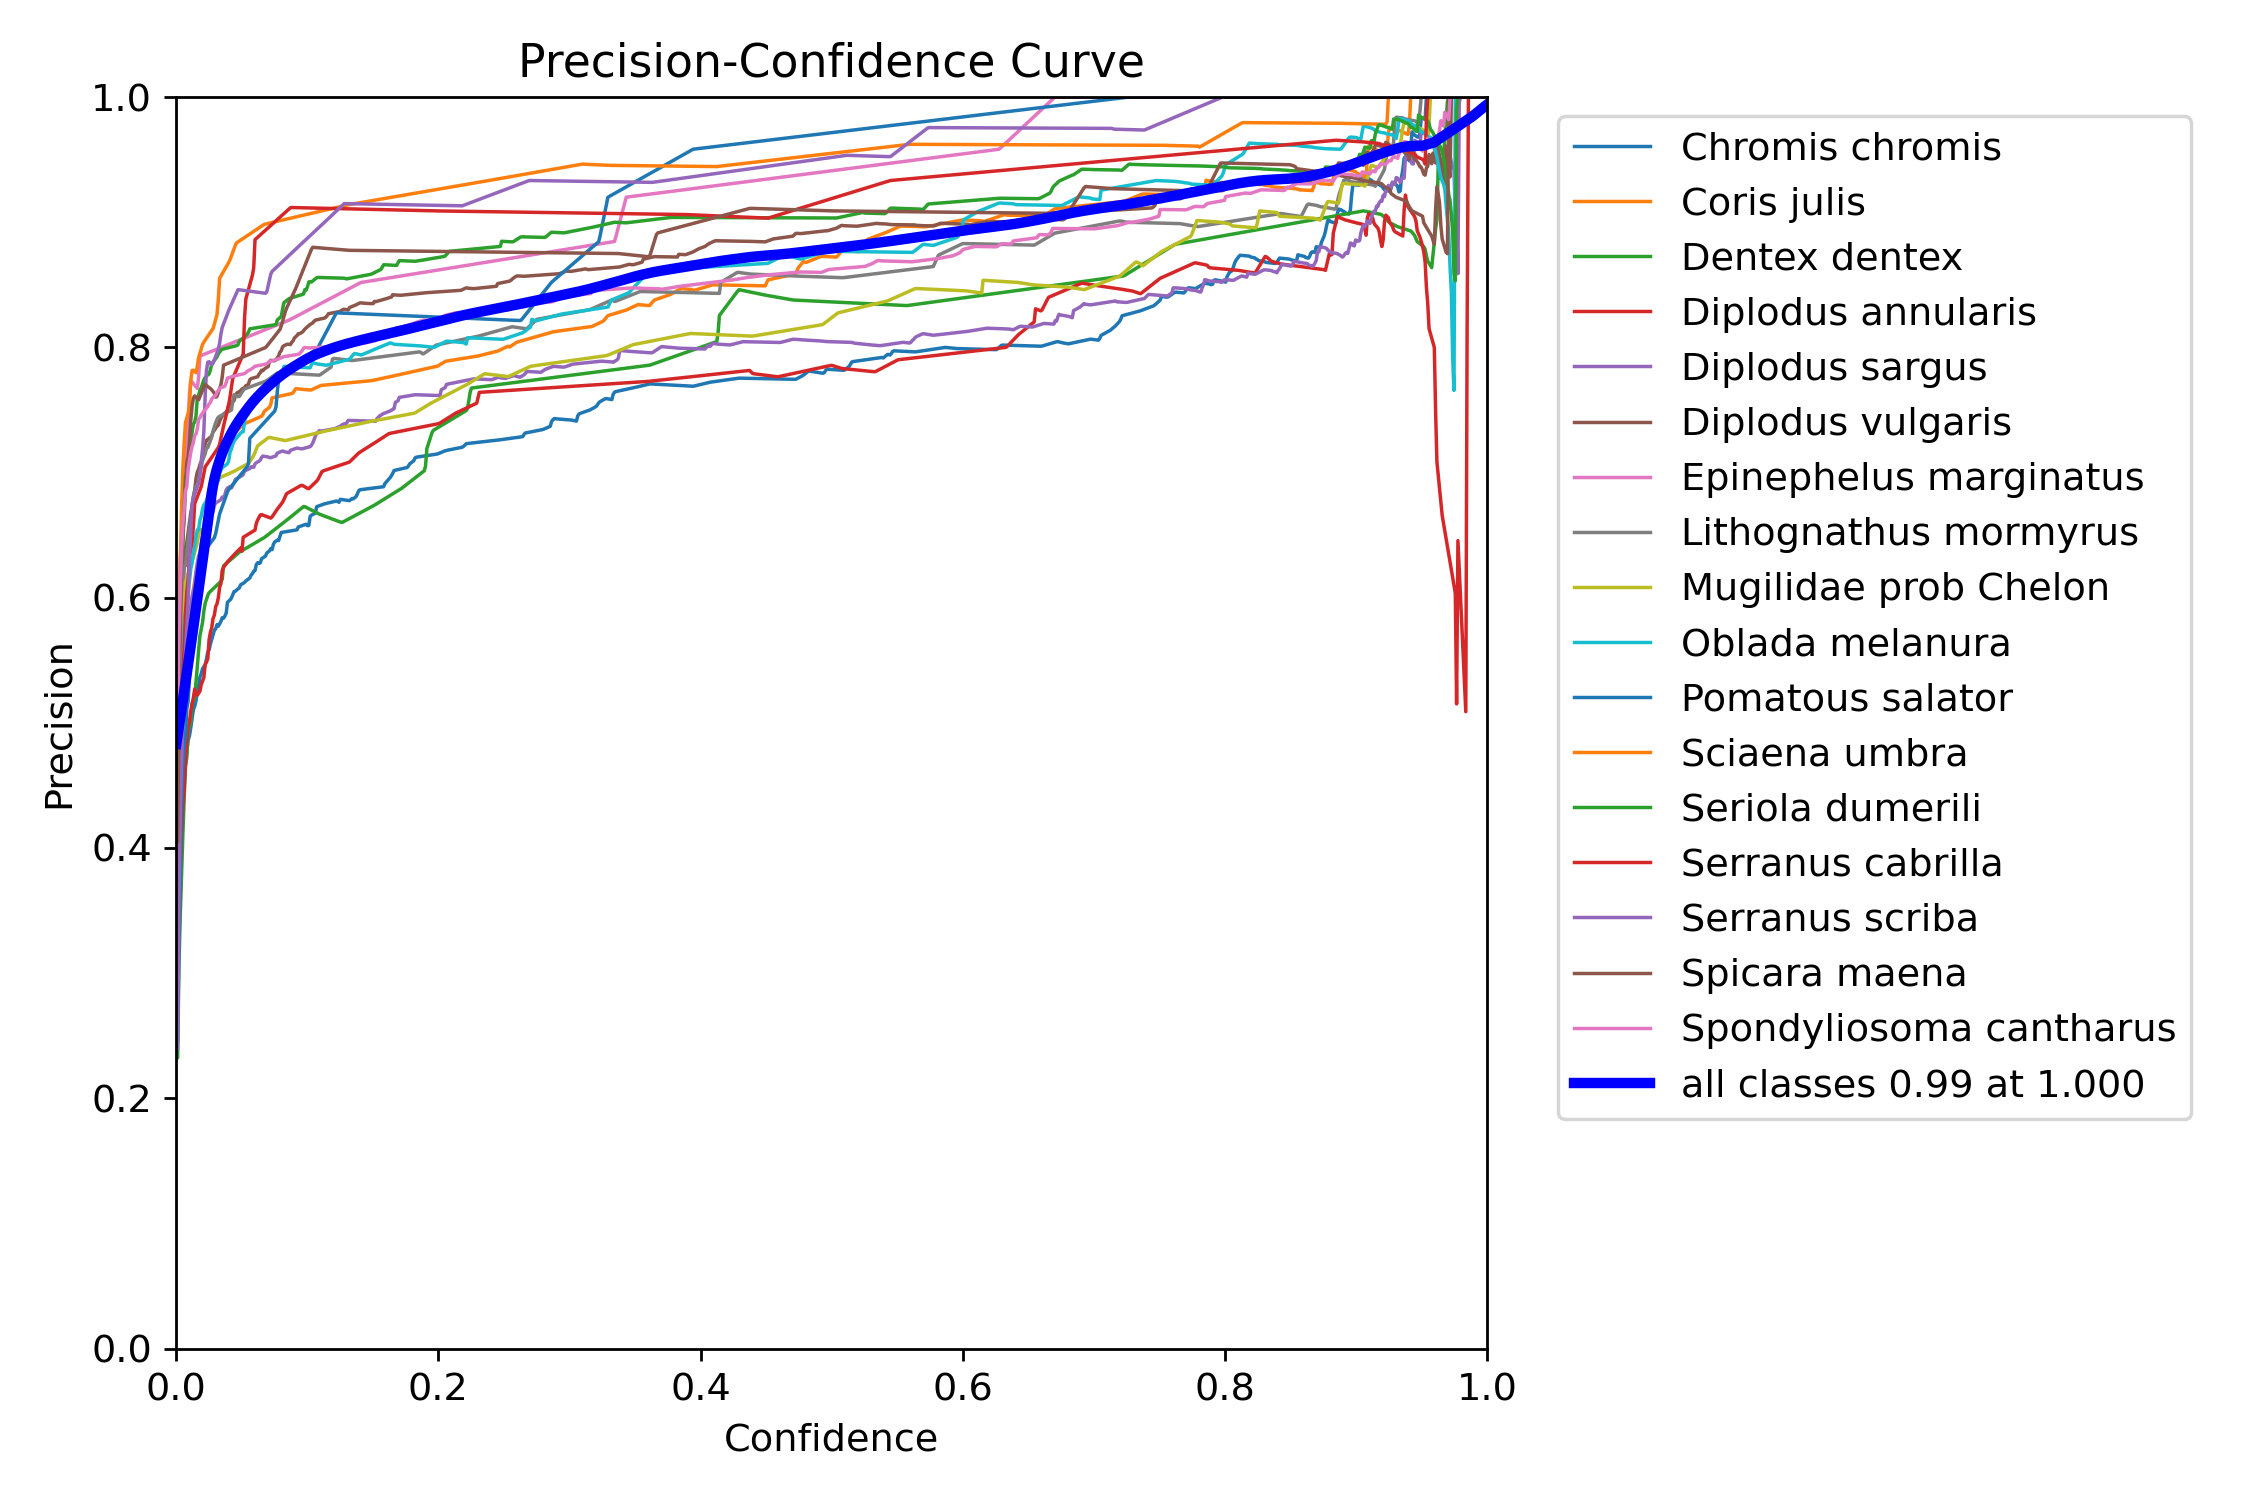 Precision-Confidence Curve
1.0
0.8
0.6
0.4
0.2
0.0
Precision
0.0 0.2 0.4 0.6 0.8 1.0
Confidence
Chromis chromis
Coris julis
Dentex dentex
Diplodus annularis
Diplodus sargus
Diplodus vulgaris
Epinephelus marginatus
Lithognathus mormyrus
Mugilidae prob Chelon
Oblada melanura
Pomatous salator
Sciaena umbra
Seriola dumerili
Serranus cabrilla
Serranus scriba
Spicara maena
Spondyliosoma cantharus
all classes 0.99 at 1.000